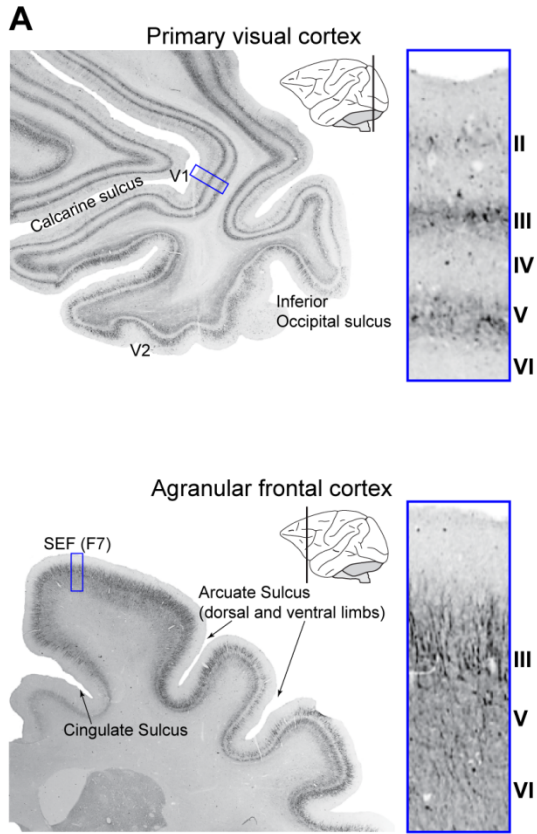 A
Primary visual cortex
V1
Calcarine sulcus
Inferior
Occipital sulcus
V2
II
III
IV
V
VI
Agranular frontal cortex
SEF (F7)
Arcuate Sulcus
(dorsal and ventral limbs)
Cingulate Sulcus
III
V
VI